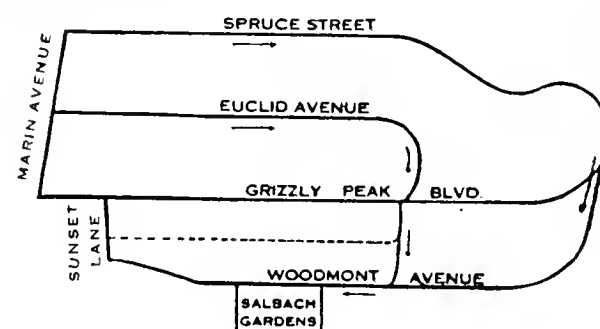 SPRUCE STREET
MARIN AVENUE
EUCLID AVENUE
GRIZZLY PEAK BLVD.
SUNSET
LANE
WOODMONT AVENUE
SALBACH
GARDENS